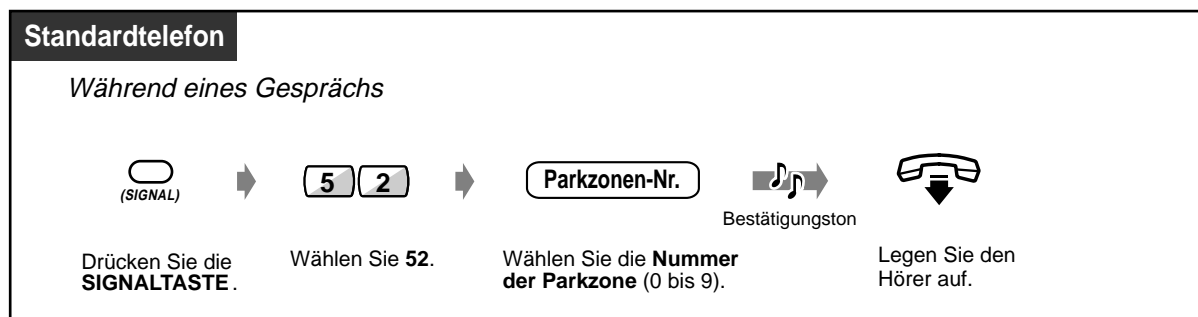 Standardtelefon
Während eines Gesprächs
(SIGNAL)
5 2
Parkzonen-Nr.
Bestätigungston
Drücken Sie die
SIGNALTASTE.
Wählen Sie 52.
Wählen Sie die Nummer
der Parkzone (0 bis 9).
Legen Sie den
Hörer auf.